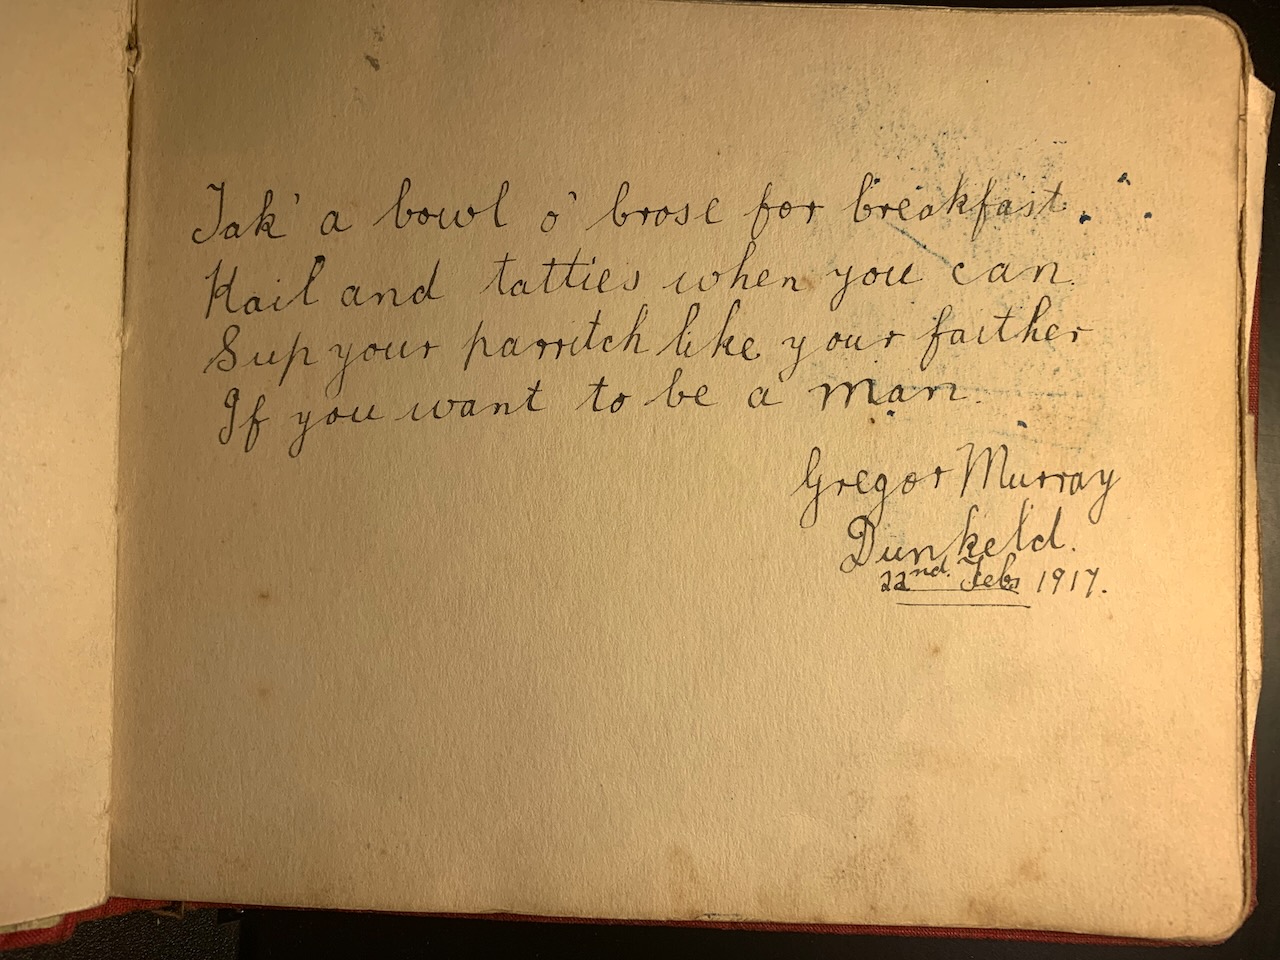 Tak' a bowl o' brose for breakfast.
Kail and tatties when you can.
Sup your parritch like your faither
If you want to be a man.
Gregor Murray
Dunkeld.
22nd. Feb. 1917.